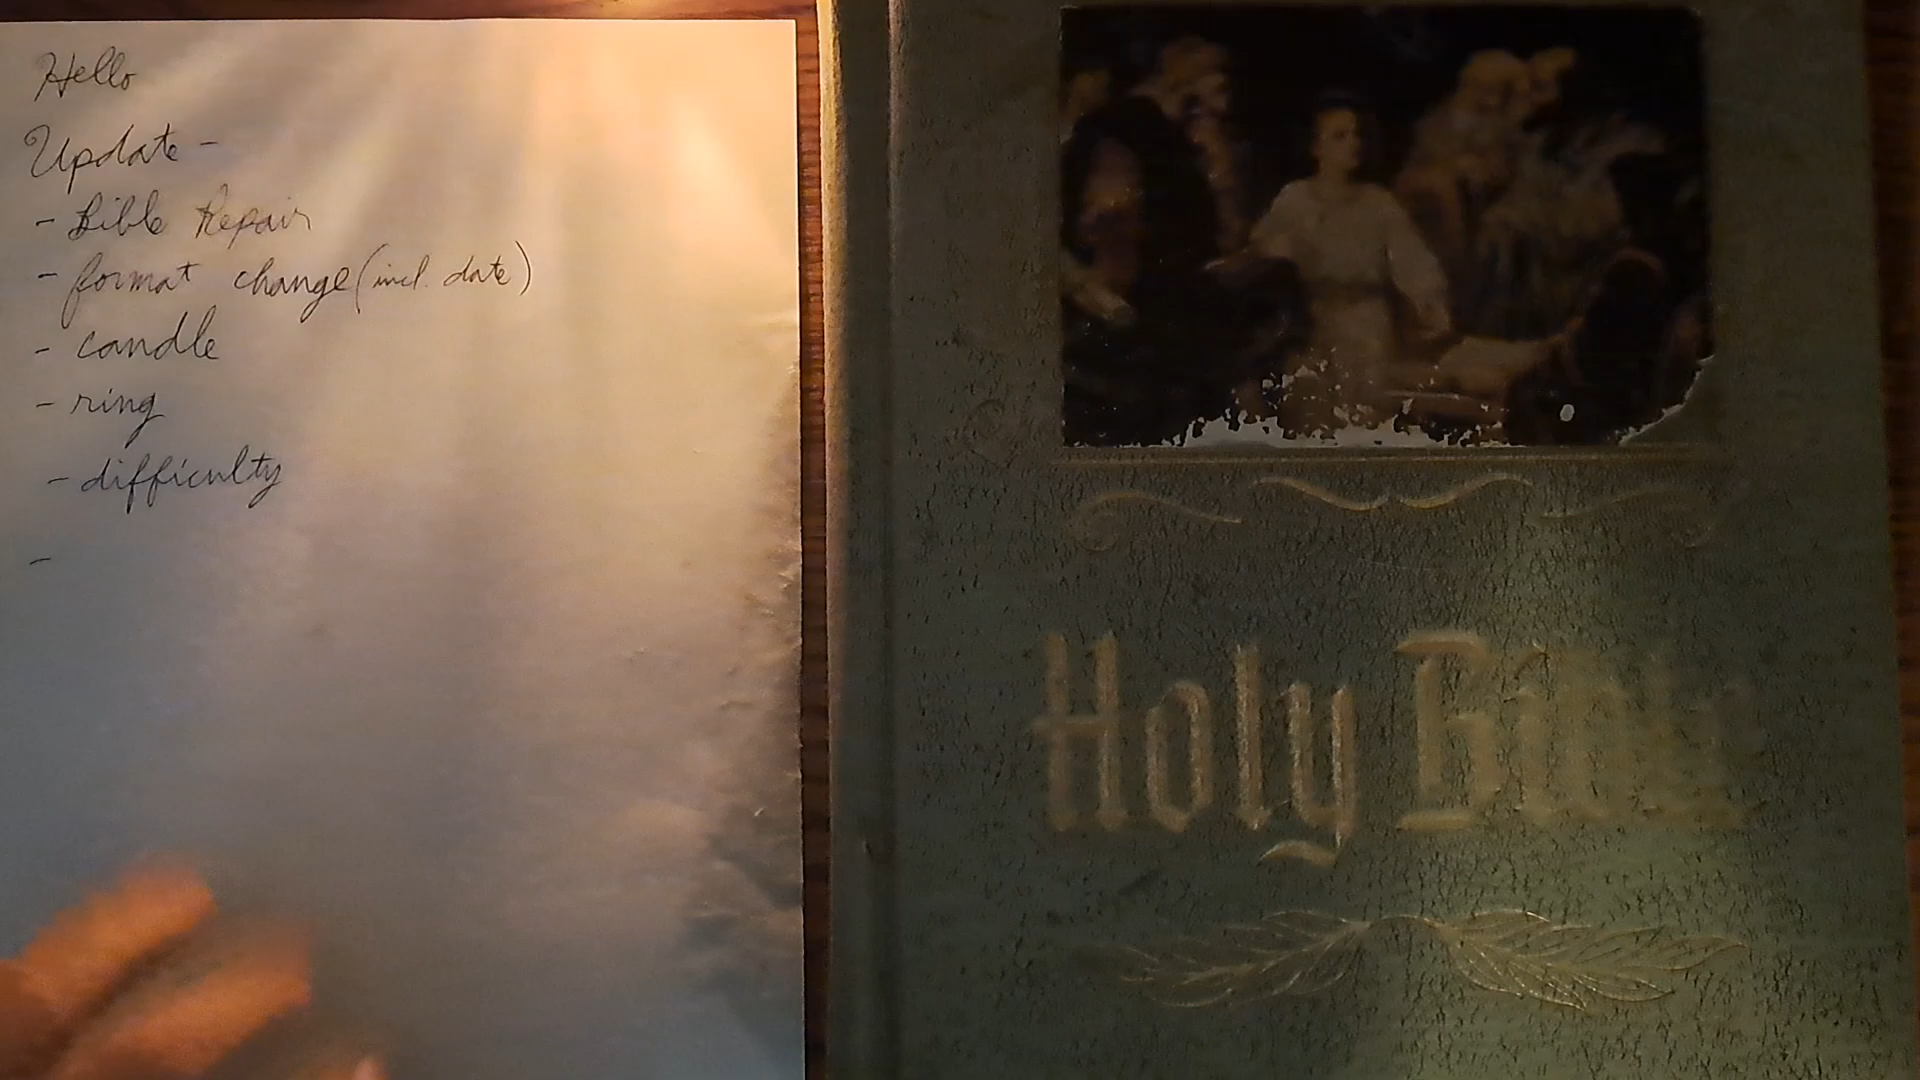 Hello
Update -
- Bible Repair
- format change (incl. date)
- candle
- ring
- difficulty
-
Holy Bible